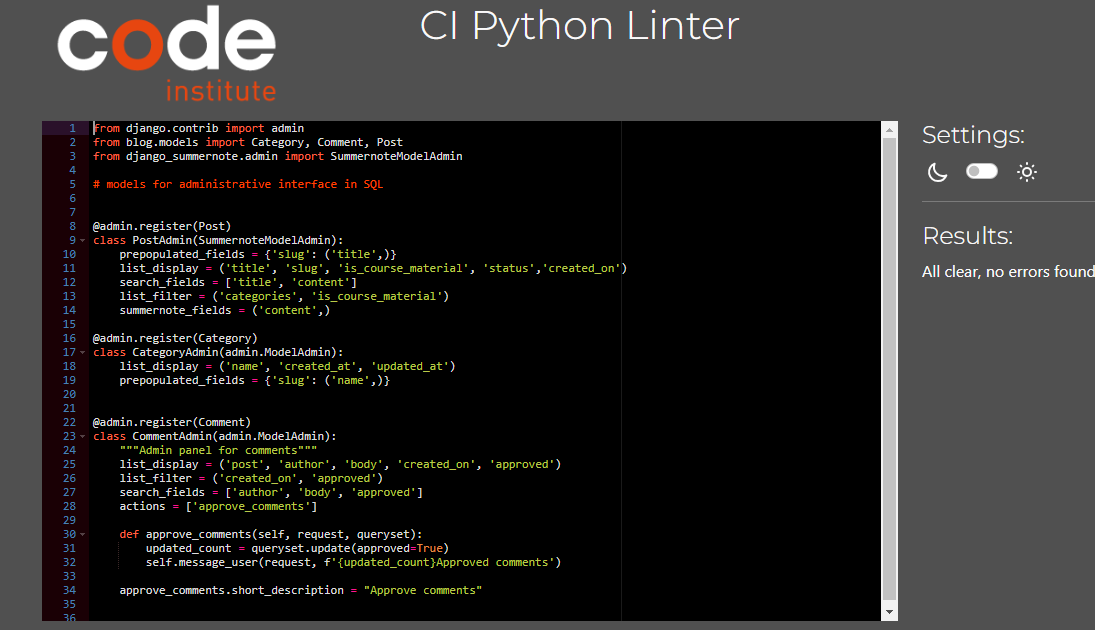 code
institute
CI Python Linter
1 from django.contrib import admin
2 from blog.models import Category, Comment, Post
3 from django_summernote.admin import SummernoteModelAdmin
4
5 # models for administrative interface in SQL
6
7
8 @admin.register(Post)
9 class PostAdmin(SummernoteModelAdmin):
10     prepopulated_fields = {'slug': ('title',)}
11     list_display = ('title', 'slug', 'is_course_material', 'status','created_on')
12     search_fields = ['title', 'content']
13     list_filter = ('categories', 'is_course_material')
14     summernote_fields = ('content',)
15
16 @admin.register(Category)
17 class CategoryAdmin(admin.ModelAdmin):
18     list_display = ('name', 'created_at', 'updated_at')
19     prepopulated_fields = {'slug': ('name',)}
20
21
22 @admin.register(Comment)
23 class CommentAdmin(admin.ModelAdmin):
24     """Admin panel for comments"""
25     list_display = ('post', 'author', 'body', 'created_on', 'approved')
26     list_filter = ('created_on', 'approved')
27     search_fields = ['author', 'body', 'approved']
28     actions = ['approve_comments']
29
30     def approve_comments(self, request, queryset):
31         updated_count = queryset.update(approved=True)
32         self.message_user(request, f'{updated_count}Approved comments')
33
34     approve_comments.short_description = "Approve comments"
35
36
Settings:
Results:
All clear, no errors found